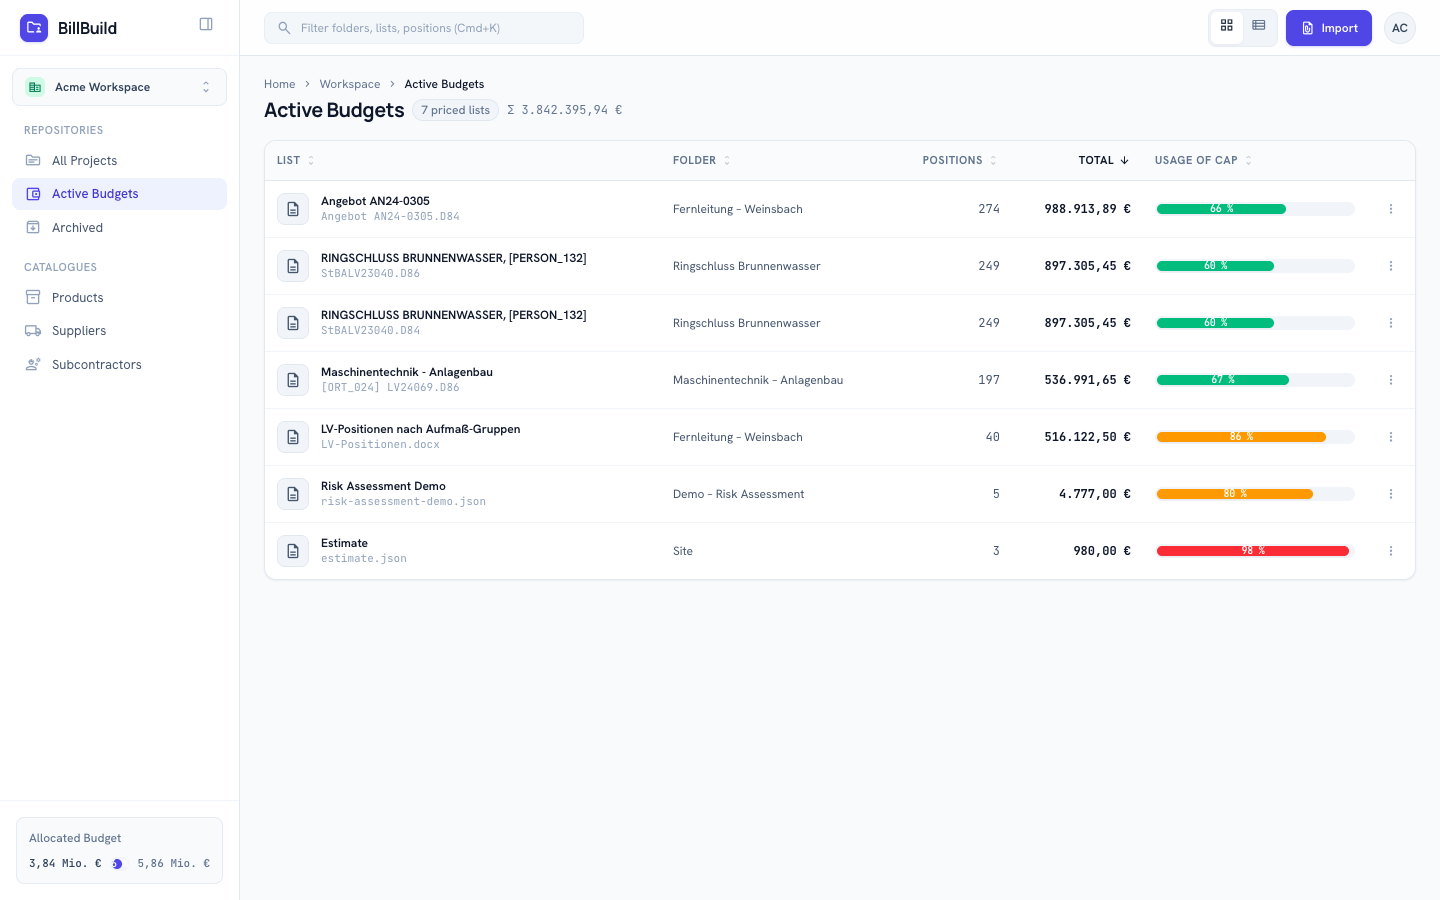 BillBuild
Filter folders, lists, positions (Cmd+K)
Import
AC
Acme Workspace
REPOSITORIES
All Projects
Active Budgets
Archived
CATALOGUES
Products
Suppliers
Subcontractors
Allocated Budget
3,84 Mio. € 5,86 Mio. €
Home > Workspace > Active Budgets
Active Budgets 7 priced lists Σ 3.842.395,94 €
LIST FOLDER POSITIONS TOTAL ↓ USAGE OF CAP
Angebot AN24-0305
Angebot AN24-0305.D84
Fernleitung – Weinsbach 274 988.913,89 € 66 %
RINGSCHLUSS BRUNNENWASSER, [PERSON_132]
StBALV23040.D86
Ringschluss Brunnenwasser 249 897.305,45 € 60 %
RINGSCHLUSS BRUNNENWASSER, [PERSON_132]
StBALV23040.D84
Ringschluss Brunnenwasser 249 897.305,45 € 60 %
Maschinentechnik - Anlagenbau
[ORT_024] LV24069.D86
Maschinentechnik – Anlagenbau 197 536.991,65 € 67 %
LV-Positionen nach Aufmaß-Gruppen
LV-Positionen.docx
Fernleitung – Weinsbach 40 516.122,50 € 86 %
Risk Assessment Demo
risk-assessment-demo.json
Demo – Risk Assessment 5 4.777,00 € 80 %
Estimate
estimate.json
Site 3 980,00 € 98 %